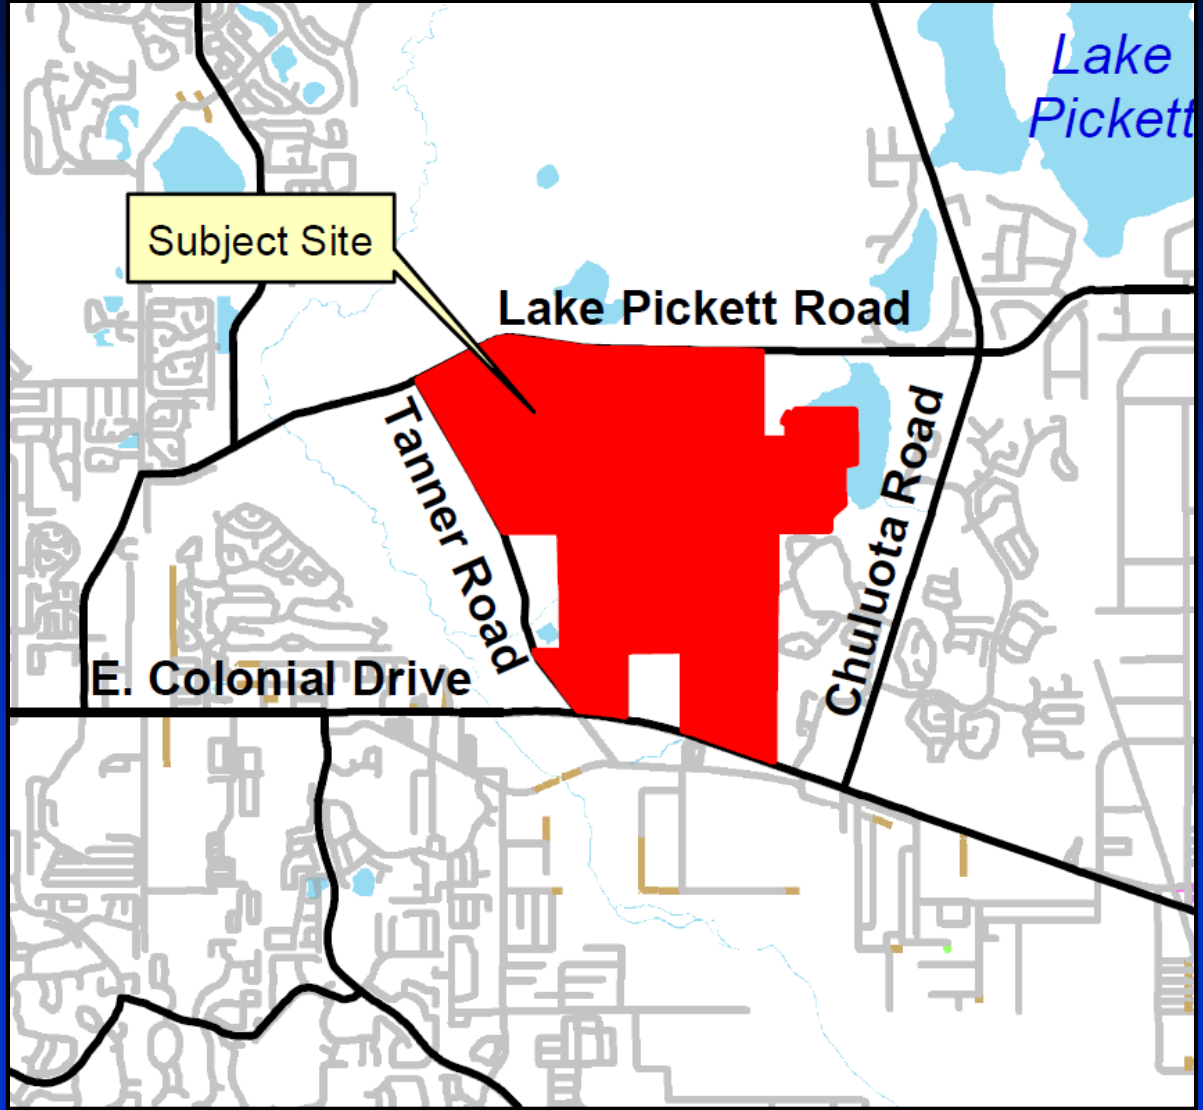 Lake
Pickett
Subject Site
Lake Pickett Road
Tanner Road
Chuluota Road
E. Colonial Drive